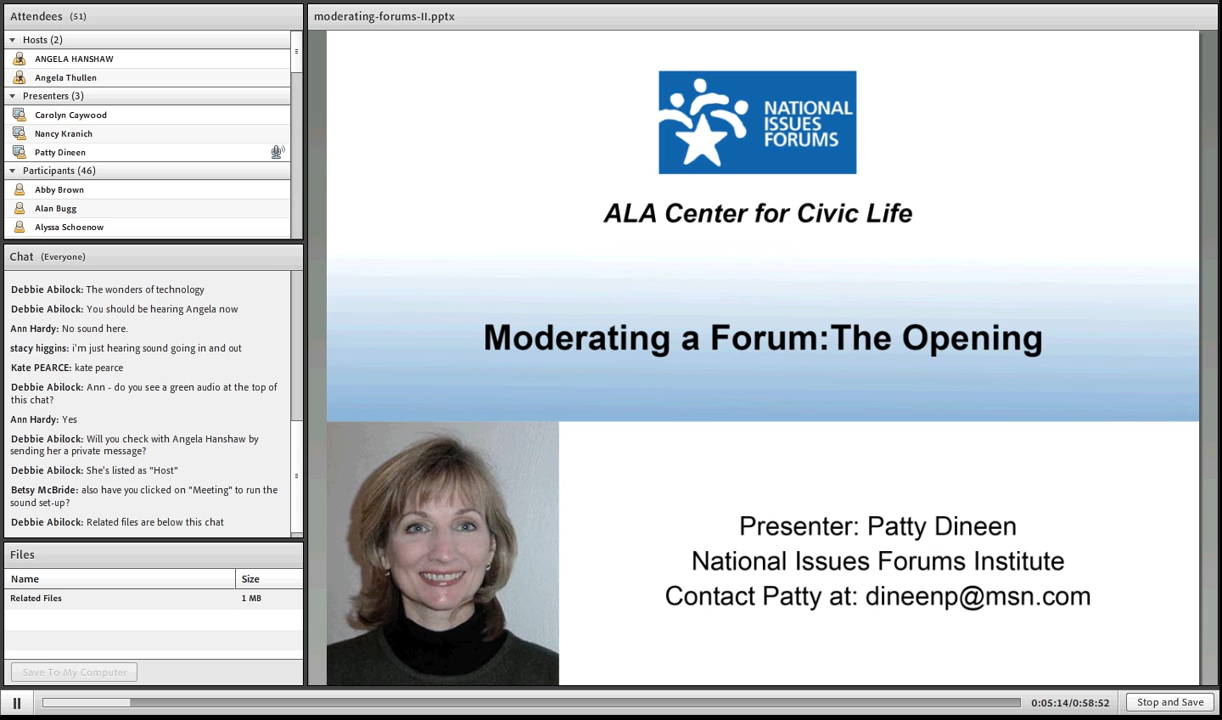 Attendees (51)
Hosts (2)
ANGELA HANSHAW
Angela Thullen
Presenters (3)
Carolyn Caywood
Nancy Kranich
Patty Dineen
Participants (46)
Abby Brown
Alan Bugg
Alyssa Schoenow
Chat (Everyone)
Debbie Abilock: The wonders of technology
Debbie Abilock: You should be hearing Angela now
Ann Hardy: No sound here.
stacy higgins: i'm just hearing sound going in and out
Kate PEARCE: kate pearce
Debbie Abilock: Ann - do you see a green audio at the top of
this chat?
Ann Hardy: Yes
Debbie Abilock: Will you check with Angela Hanshaw by
sending her a private message?
Debbie Abilock: She's listed as "Host"
Betsy McBride: also have you clicked on "Meeting" to run the
sound set-up?
Debbie Abilock: Related files are below this chat
Files
Name Size
Related Files 1 MB
Save To My Computer
moderating-forums-II.pptx
NATIONAL
ISSUES
FORUMS
ALA Center for Civic Life
Moderating a Forum:The Opening
Presenter: Patty Dineen
National Issues Forums Institute
Contact Patty at: dineenp@msn.com
0:05:14/0:58:52
Stop and Save